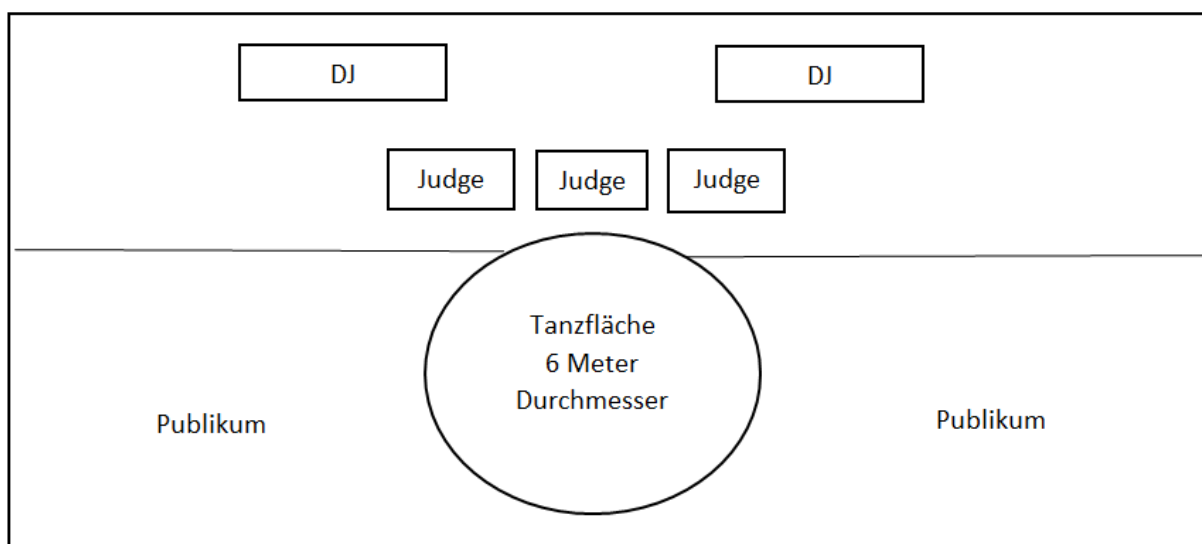 DJ
DJ
Judge
Judge
Judge
Tanzfläche
6 Meter
Durchmesser
Publikum
Publikum